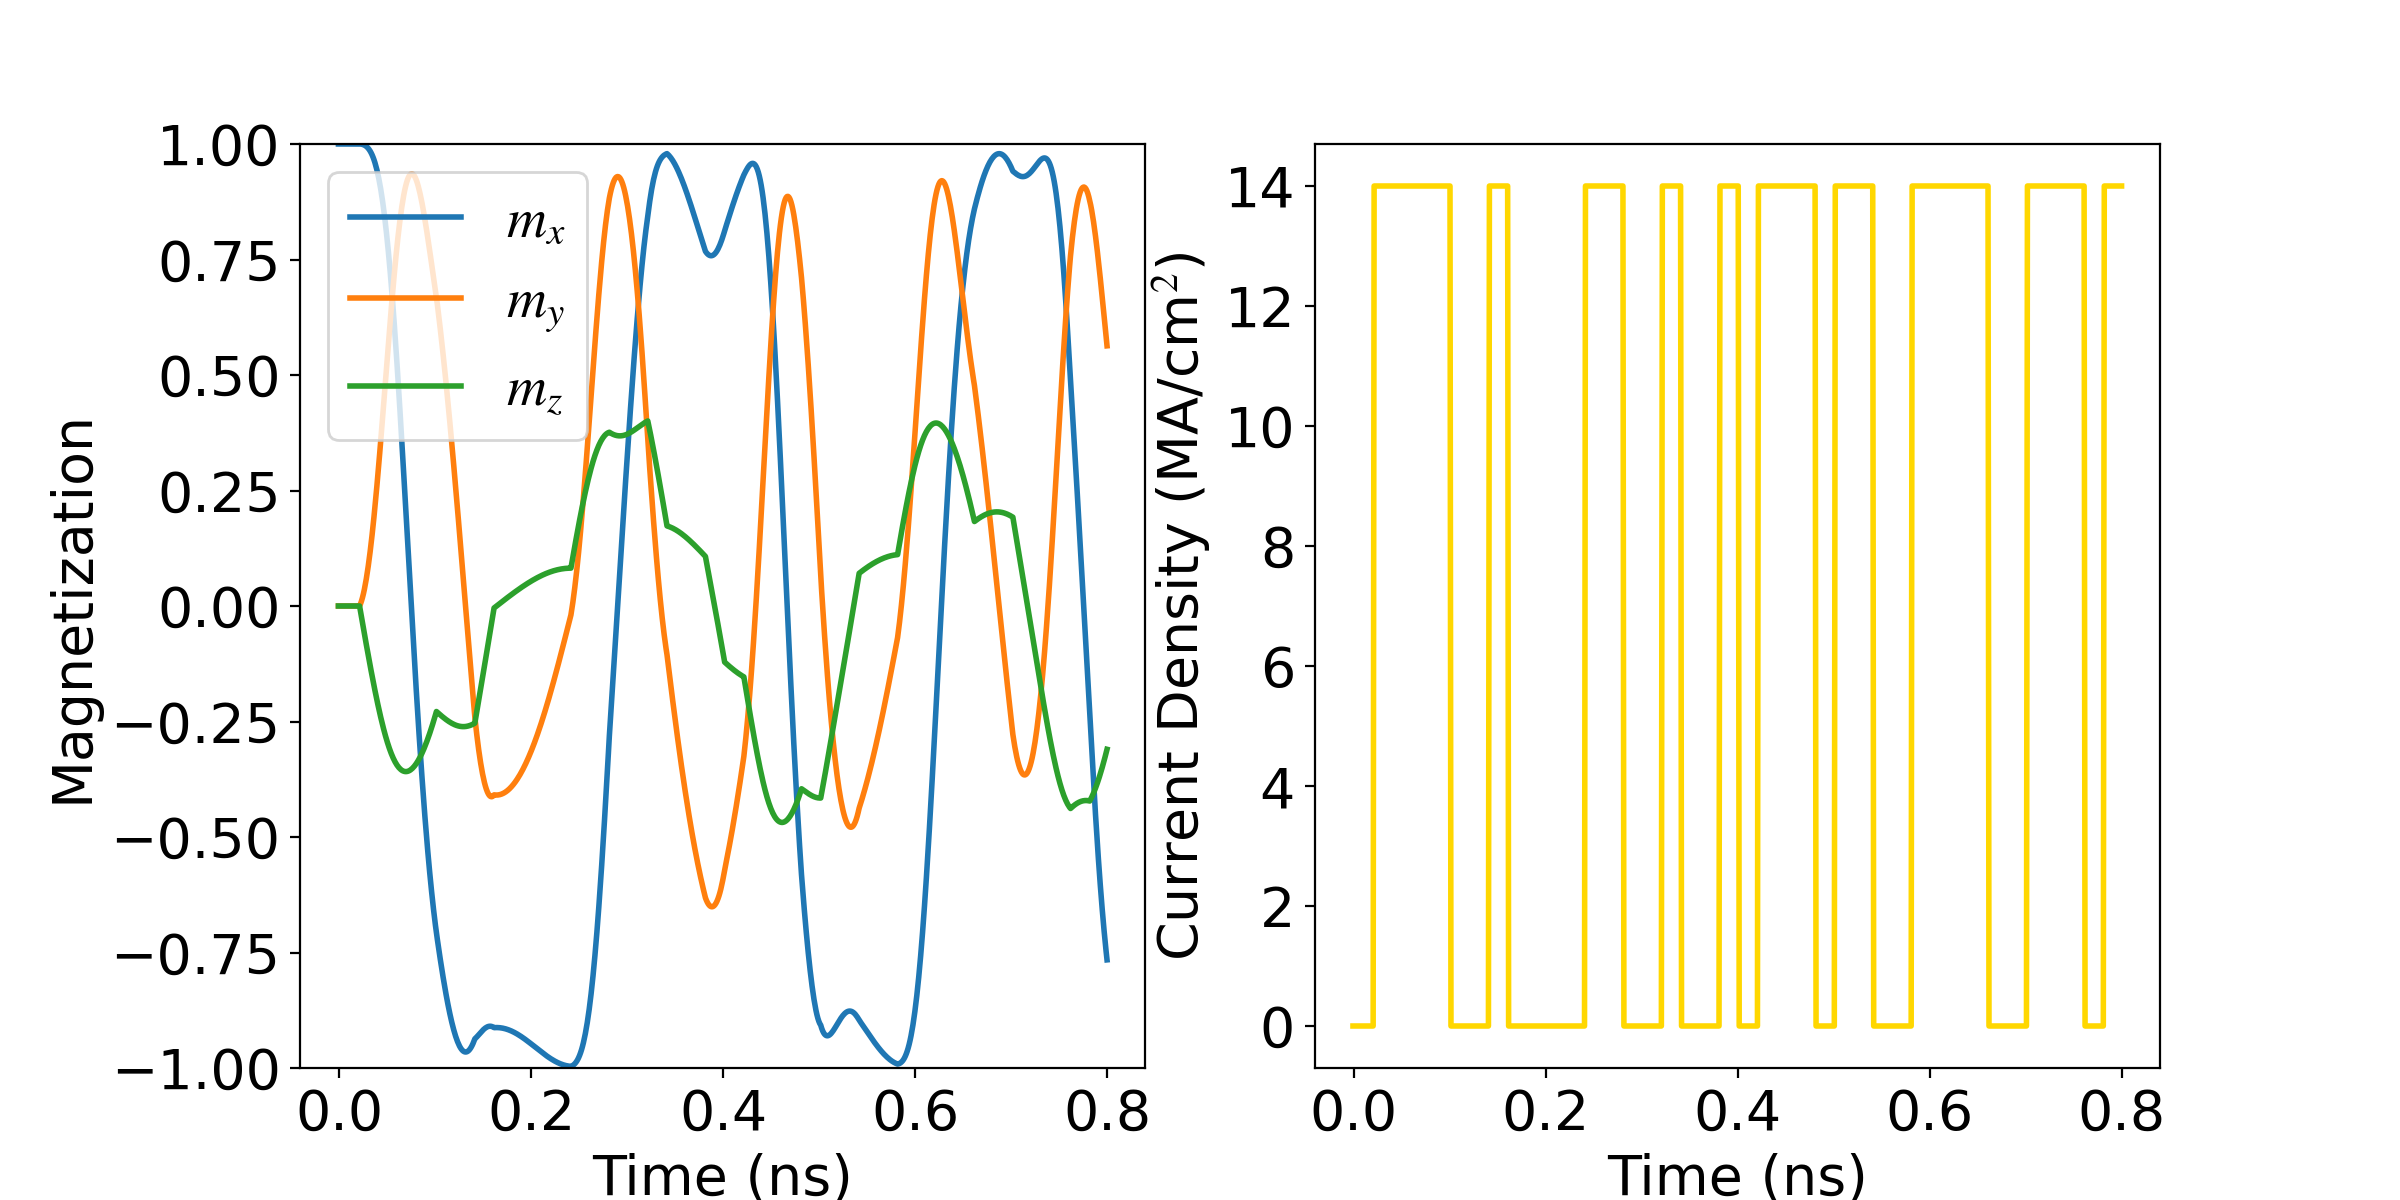 1.00
0.75
0.50
0.25
0.00
−0.25
−0.50
−0.75
−1.00
0.0 0.2 0.4 0.6 0.8
Time (ns)
Magnetization
m_x
m_y
m_z
14
12
10
8
6
4
2
0
0.0 0.2 0.4 0.6 0.8
Time (ns)
Current Density (MA/cm²)